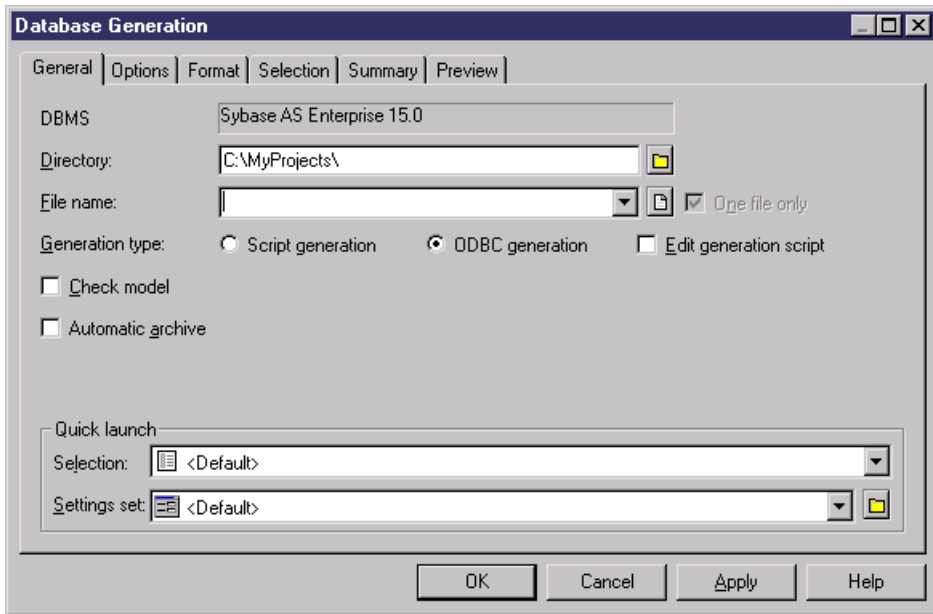 Database Generation
General Options Format Selection Summary Preview
DBMS Sybase AS Enterprise 15.0
Directory: C:\MyProjects\
File name: One file only
Generation type: Script generation ODBC generation Edit generation script
Check model
Automatic archive
Quick launch
Selection: <Default>
Settings set: <Default>
OK Cancel Apply Help